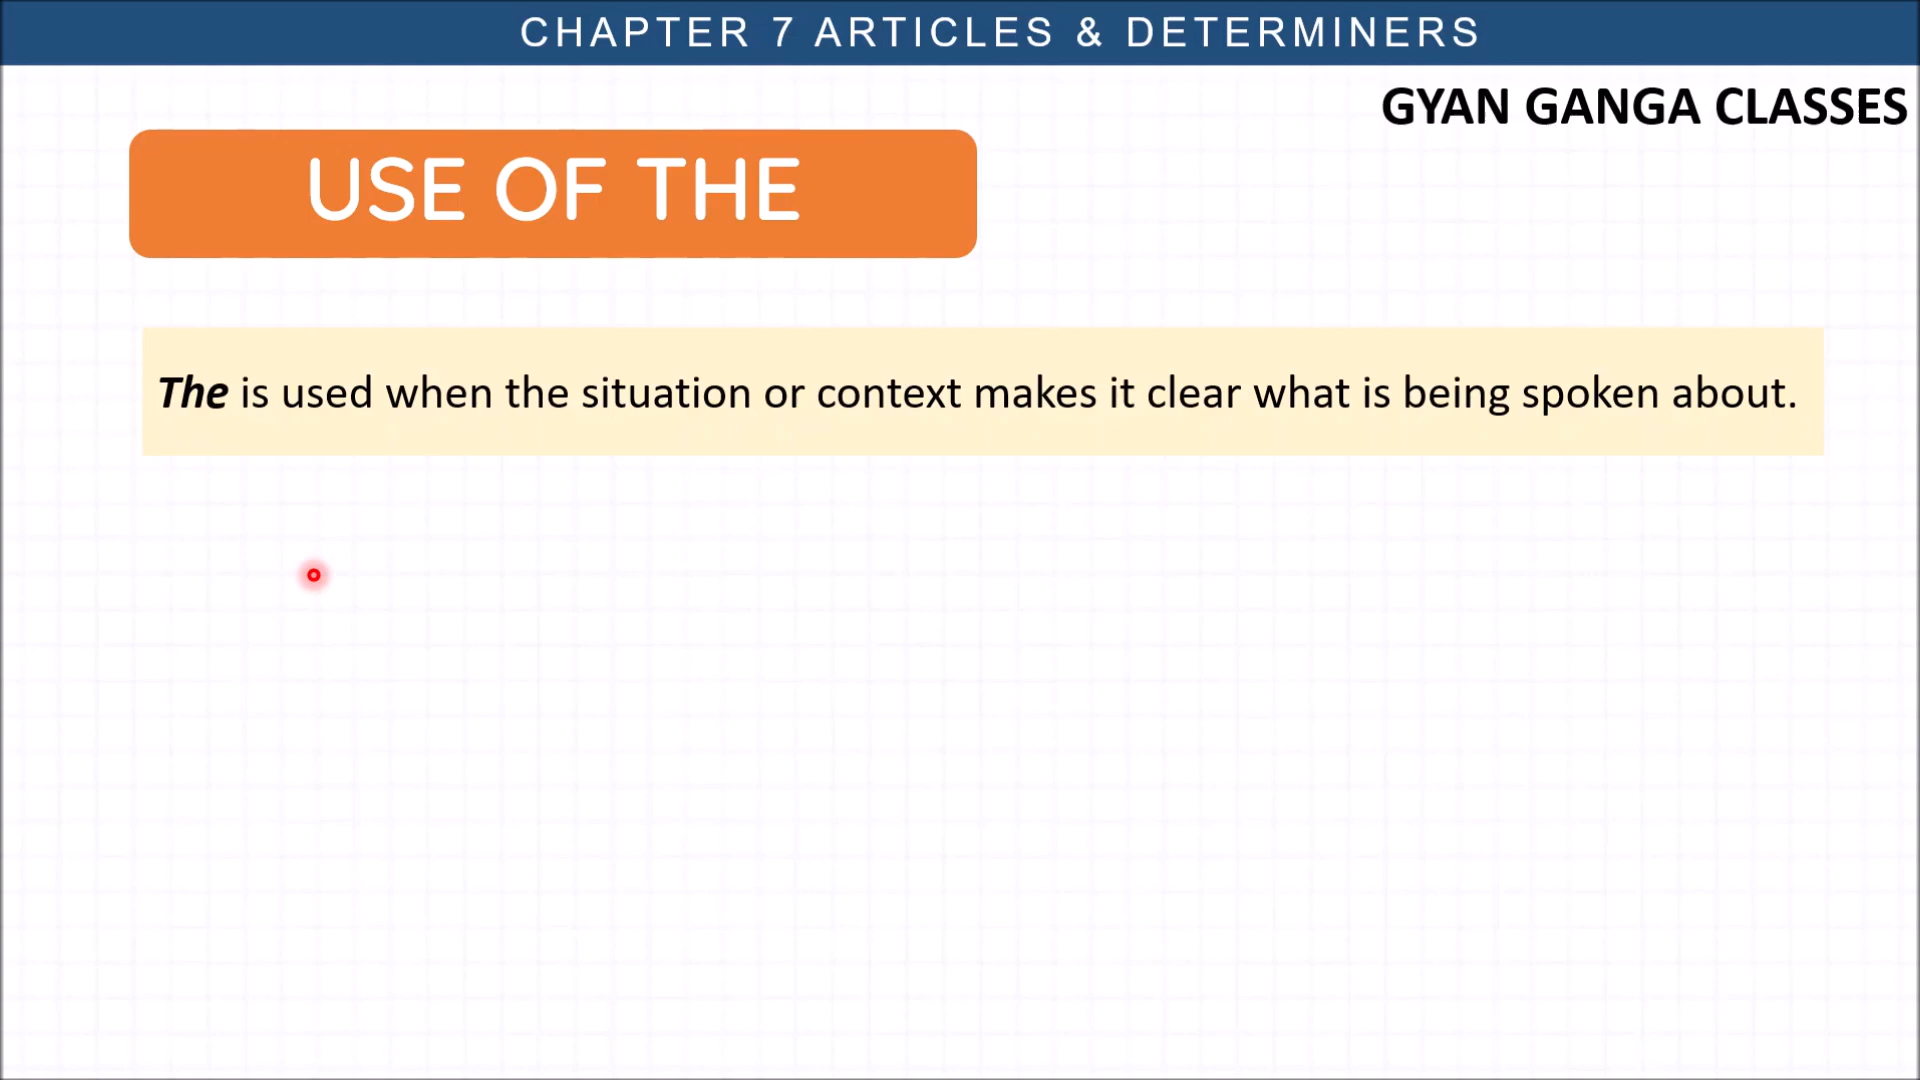 CHAPTER 7 ARTICLES & DETERMINERS
GYAN GANGA CLASSES
USE OF THE
The is used when the situation or context makes it clear what is being spoken about.